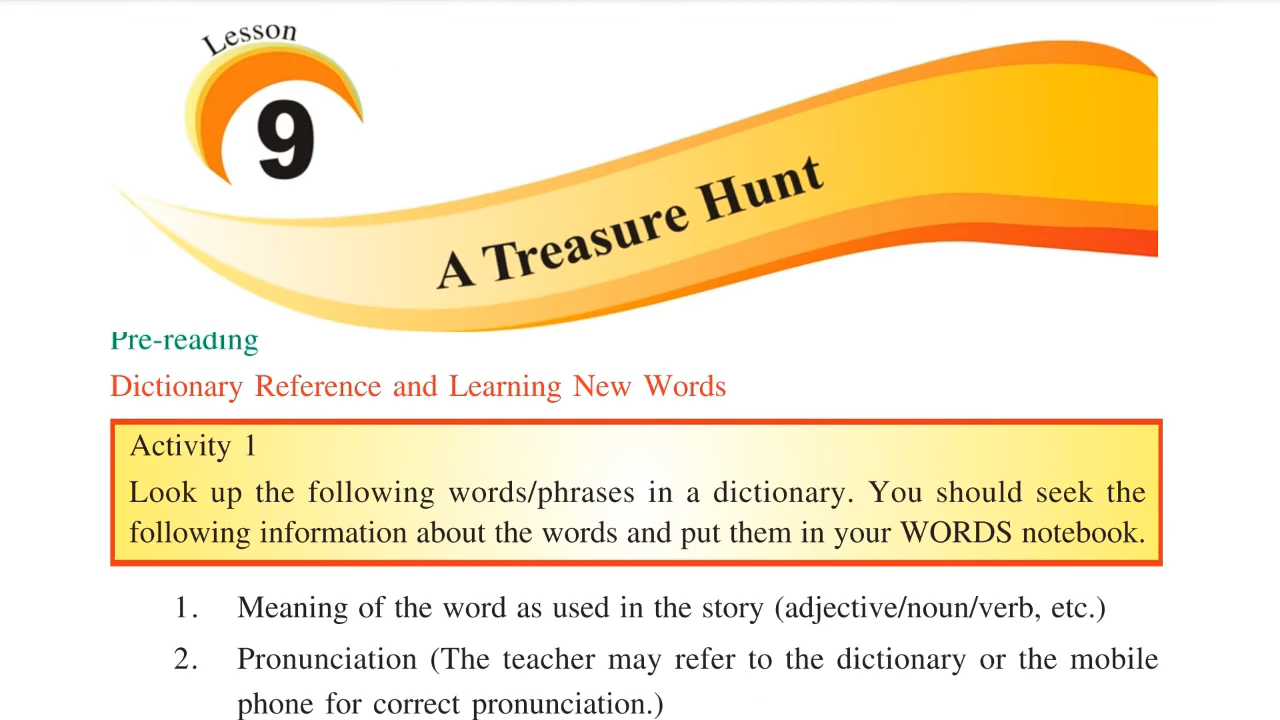 Lesson
9
A Treasure Hunt
Pre-reading
Dictionary Reference and Learning New Words
Activity 1
Look up the following words/phrases in a dictionary. You should seek the
following information about the words and put them in your WORDS notebook.
1. Meaning of the word as used in the story (adjective/noun/verb, etc.)
2. Pronunciation (The teacher may refer to the dictionary or the mobile
phone for correct pronunciation.)